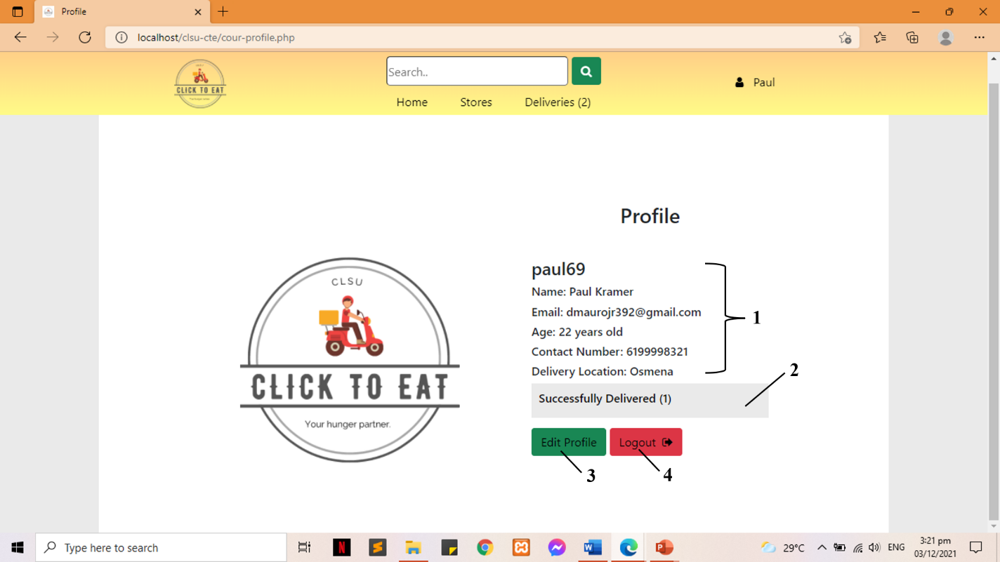 Profile
localhost/clsu-cte/cour-profile.php
CLICK TO EAT
Search..
Paul
Home Stores Deliveries (2)
Profile
CLSU
CLICK TO EAT
Your hunger partner.
paul69
Name: Paul Kramer
Email: dmaurojr392@gmail.com
Age: 22 years old
Contact Number: 6199998321
Delivery Location: Osmena
1
2
Successfully Delivered (1)
Edit Profile Logout
3 4
Type here to search
29°C ENG 3:21 pm
03/12/2021